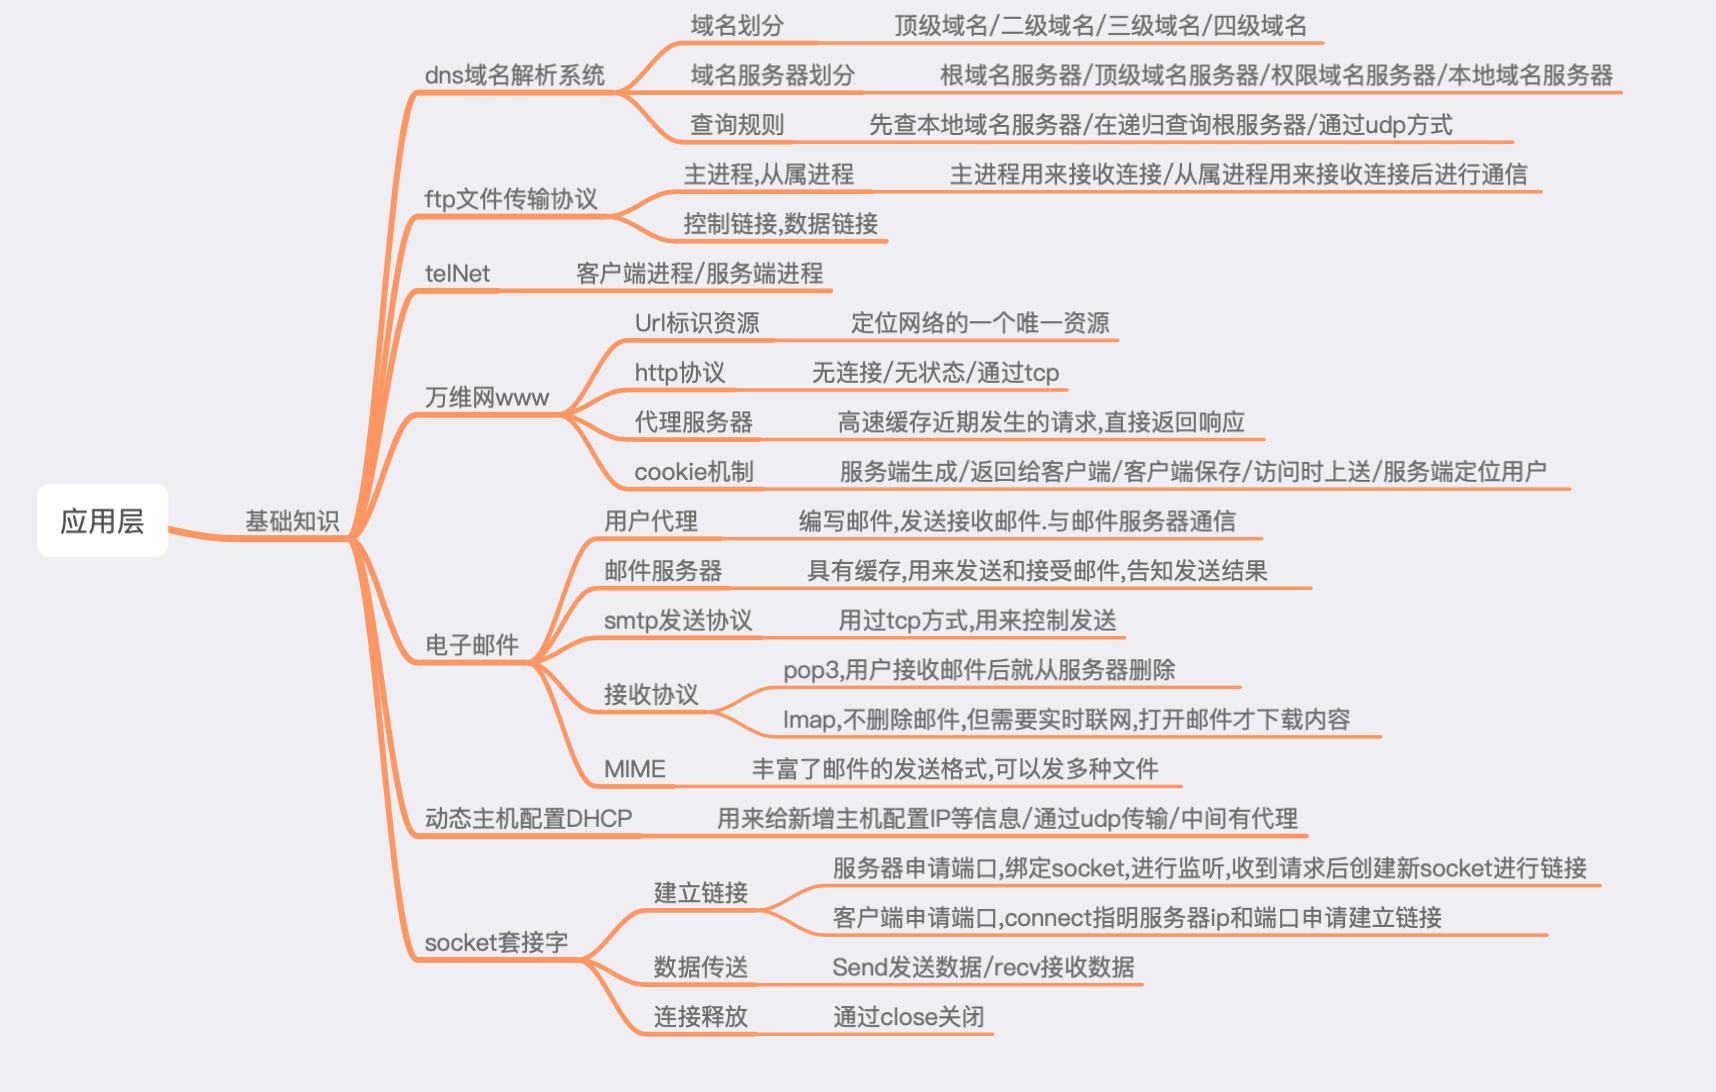 应用层
基础知识
dns域名解析系统
域名划分
顶级域名/二级域名/三级域名/四级域名
域名服务器划分
根域名服务器/顶级域名服务器/权限域名服务器/本地域名服务器
查询规则
先查本地域名服务器/在递归查询根服务器/通过udp方式
ftp文件传输协议
主进程,从属进程
主进程用来接收连接/从属进程用来接收连接后进行通信
控制链接,数据链接
telNet
客户端进程/服务端进程
万维网www
Url标识资源
定位网络的一个唯一资源
http协议
无连接/无状态/通过tcp
代理服务器
高速缓存近期发生的请求,直接返回响应
cookie机制
服务端生成/返回给客户端/客户端保存/访问时上送/服务端定位用户
电子邮件
用户代理
编写邮件,发送接收邮件.与邮件服务器通信
邮件服务器
具有缓存,用来发送和接受邮件,告知发送结果
smtp发送协议
用过tcp方式,用来控制发送
接收协议
pop3,用户接收邮件后就从服务器删除
Imap,不删除邮件,但需要实时联网,打开邮件才下载内容
MIME
丰富了邮件的发送格式,可以发多种文件
动态主机配置DHCP
用来给新增主机配置IP等信息/通过udp传输/中间有代理
socket套接字
建立链接
服务器申请端口,绑定socket,进行监听,收到请求后创建新socket进行链接
客户端申请端口,connect指明服务器ip和端口申请建立链接
数据传送
Send发送数据/recv接收数据
连接释放
通过close关闭